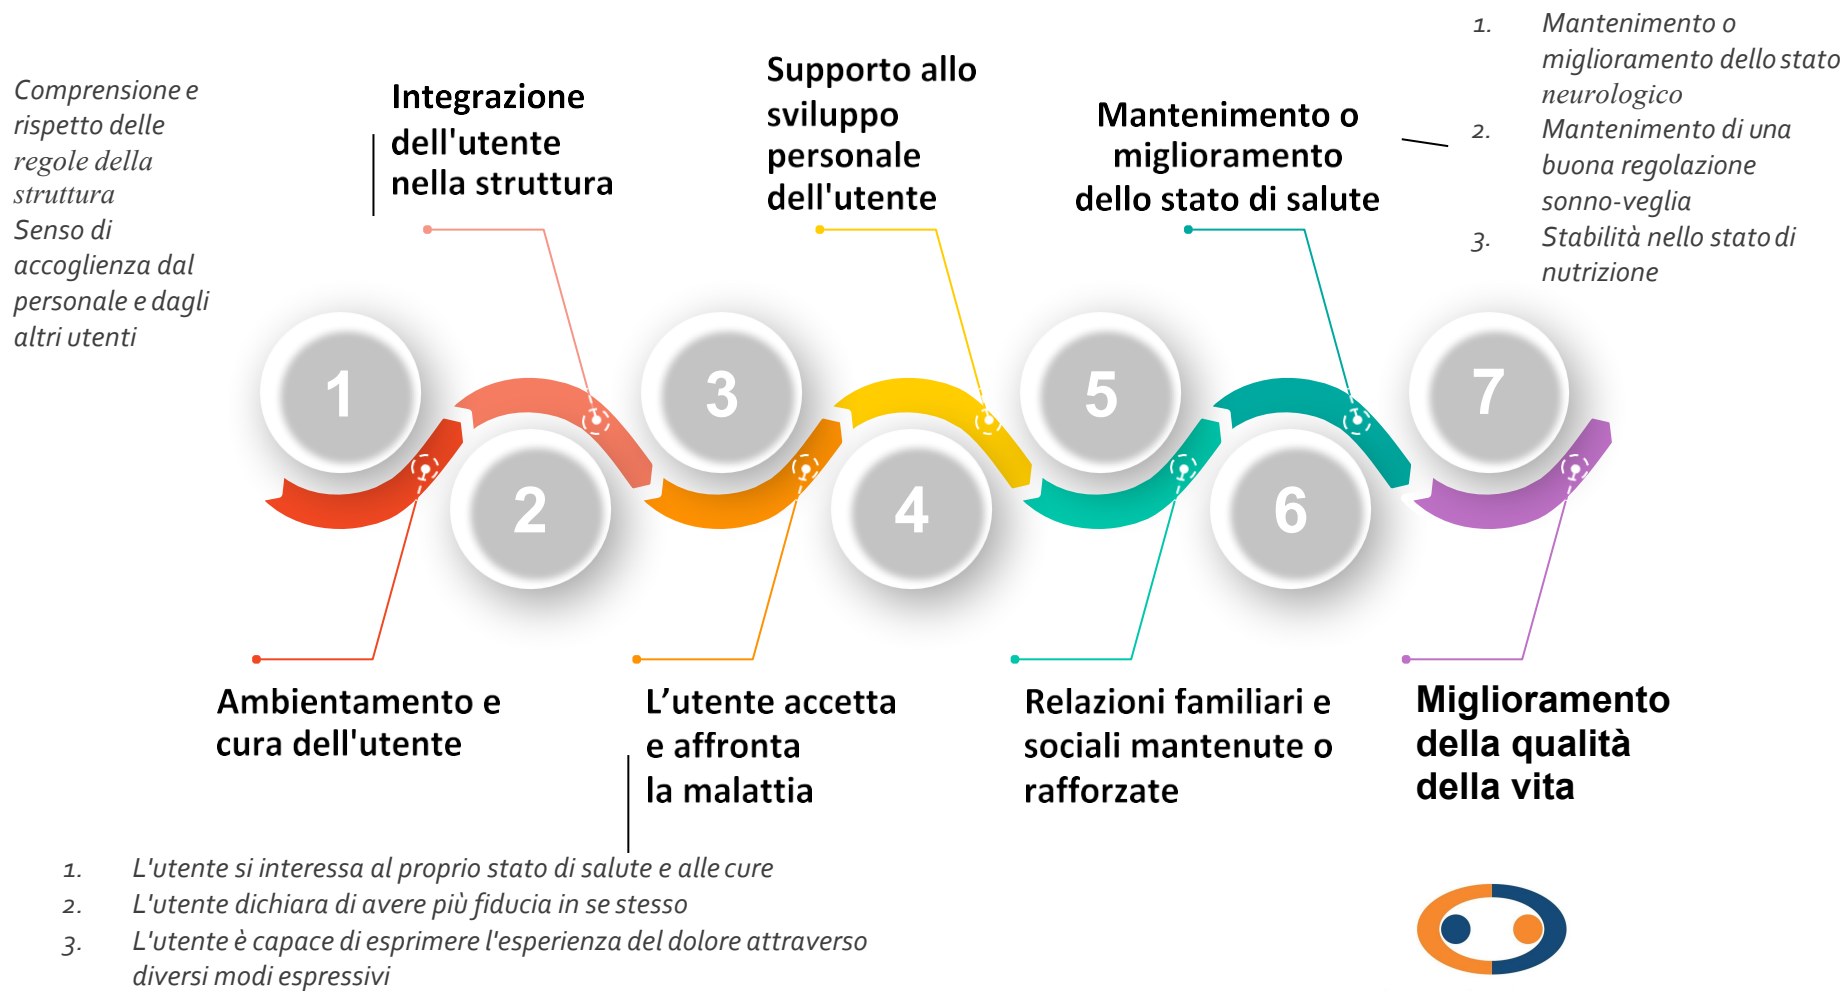 Comprensione e
rispetto delle
regole della
struttura
Senso di
accoglienza dal
personale e dagli
altri utenti
Integrazione
dell'utente
nella struttura
Supporto allo
sviluppo
personale
dell'utente
Mantenimento o
miglioramento
dello stato di salute
1. Mantenimento o
miglioramento dello stato
neurologico
2. Mantenimento di una
buona regolazione
sonno-veglia
3. Stabilità nello stato di
nutrizione
1
2
3
4
5
6
7
Ambientamento e
cura dell'utente
L’utente accetta
e affronta
la malattia
Relazioni familiari e
sociali mantenute o
rafforzate
Miglioramento
della qualità
della vita
1. L'utente si interessa al proprio stato di salute e alle cure
2. L'utente dichiara di avere più fiducia in se stesso
3. L'utente è capace di esprimere l'esperienza del dolore attraverso
diversi modi espressivi